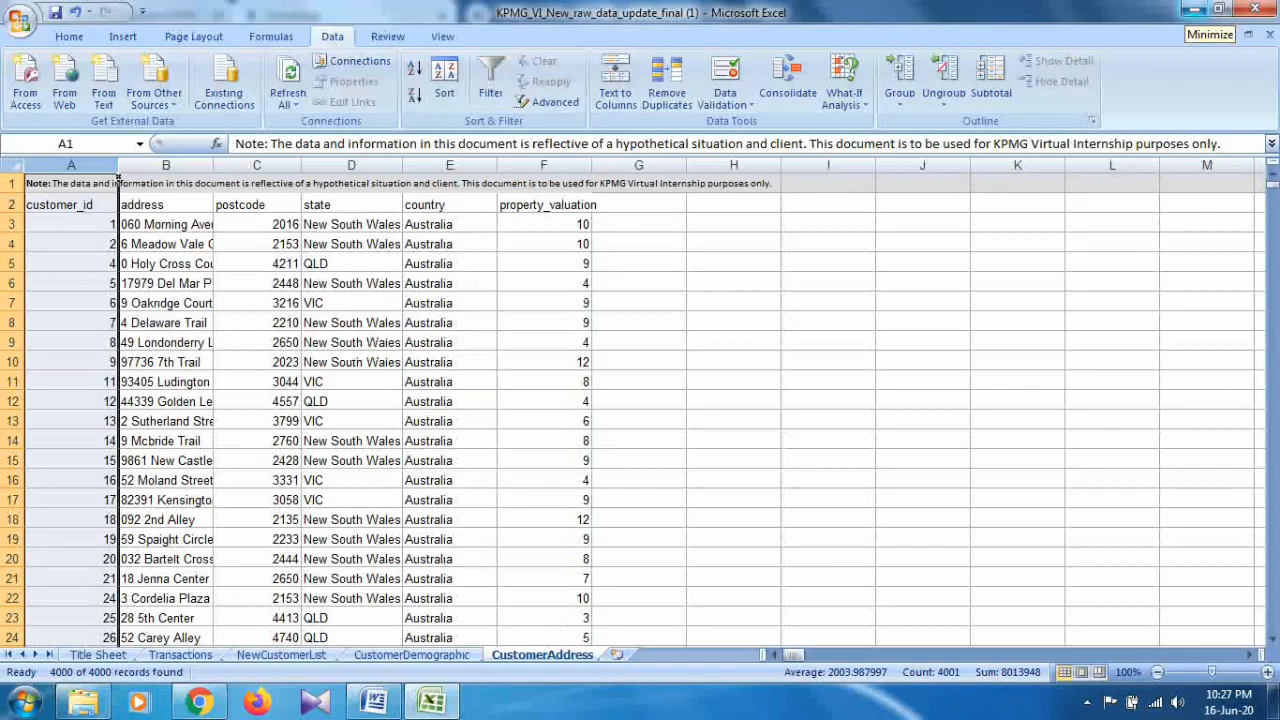 KPMG_VI_New_raw_data_update_final (1) - Microsoft Excel
Minimize
Home Insert Page Layout Formulas Data Review View
From Access
From Web
From Text
From Other Sources
Existing Connections
Get External Data
Refresh All
Connections
Properties
Edit Links
Connections
Sort
Filter
Clear
Reapply
Advanced
Sort & Filter
Text to Columns
Remove Duplicates
Data Validation
Consolidate
What-If Analysis
Data Tools
Group
Ungroup
Subtotal
Show Detail
Hide Detail
Outline
A1 fx Note: The data and information in this document is reflective of a hypothetical situation and client. This document is to be used for KPMG Virtual Internship purposes only.
A B C D E F G H I J K L M
1 Note: The data and information in this document is reflective of a hypothetical situation and client. This document is to be used for KPMG Virtual Internship purposes only.
2 customer_id address postcode state country property_valuation
3 1 060 Morning Aver 2016 New South Wales Australia 10
4 2 6 Meadow Vale C 2153 New South Wales Australia 10
5 4 0 Holy Cross Cou 4211 QLD Australia 9
6 5 17979 Del Mar P 2448 New South Wales Australia 4
7 6 9 Oakridge Court 3216 VIC Australia 9
8 7 4 Delaware Trail 2210 New South Wales Australia 9
9 8 49 Londonderry L 2650 New South Wales Australia 4
10 9 97736 7th Trail 2023 New South Wales Australia 12
11 11 93405 Ludington 3044 VIC Australia 8
12 12 44339 Golden Le 4557 QLD Australia 4
13 13 2 Sutherland Stre 3799 VIC Australia 6
14 14 9 Mcbride Trail 2760 New South Wales Australia 8
15 15 9861 New Castle 2428 New South Wales Australia 9
16 16 52 Moland Street 3331 VIC Australia 4
17 17 82391 Kensingto 3058 VIC Australia 9
18 18 092 2nd Alley 2135 New South Wales Australia 12
19 19 59 Spaight Circle 2233 New South Wales Australia 9
20 20 032 Bartelt Cross 2444 New South Wales Australia 8
21 21 18 Jenna Center 2650 New South Wales Australia 7
22 24 3 Cordelia Plaza 2153 New South Wales Australia 10
23 25 28 5th Center 4413 QLD Australia 3
24 26 52 Carey Alley 4740 QLD Australia 5
Title Sheet Transactions NewCustomerList CustomerDemographic CustomerAddress
Ready 4000 of 4000 records found Average: 2003.987997 Count: 4001 Sum: 8013948 100%
10:27 PM
16-Jun-20